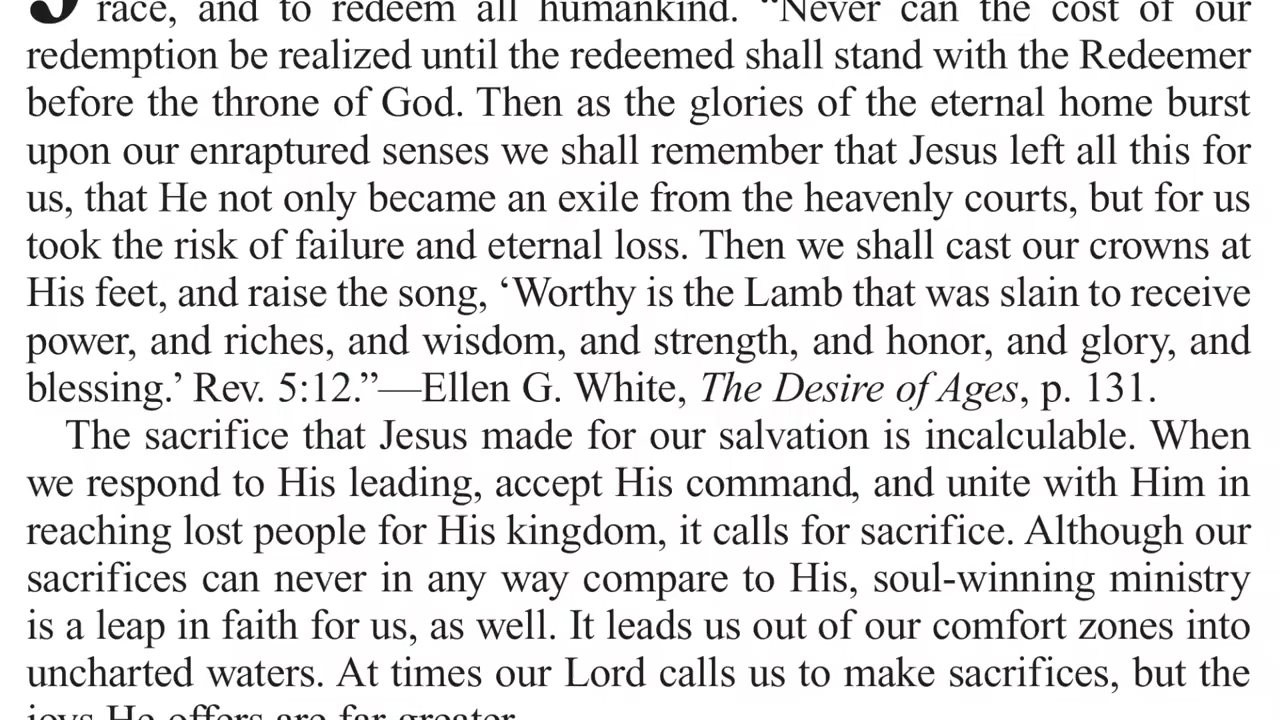 race, and to redeem all humankind. “Never can the cost of our
redemption be realized until the redeemed shall stand with the Redeemer
before the throne of God. Then as the glories of the eternal home burst
upon our enraptured senses we shall remember that Jesus left all this for
us, that He not only became an exile from the heavenly courts, but for us
took the risk of failure and eternal loss. Then we shall cast our crowns at
His feet, and raise the song, ‘Worthy is the Lamb that was slain to receive
power, and riches, and wisdom, and strength, and honor, and glory, and
blessing.’ Rev. 5:12.”—Ellen G. White, The Desire of Ages, p. 131.
The sacrifice that Jesus made for our salvation is incalculable. When
we respond to His leading, accept His command, and unite with Him in
reaching lost people for His kingdom, it calls for sacrifice. Although our
sacrifices can never in any way compare to His, soul-winning ministry
is a leap in faith for us, as well. It leads us out of our comfort zones into
uncharted waters. At times our Lord calls us to make sacrifices, but the
joys He offers are far greater.